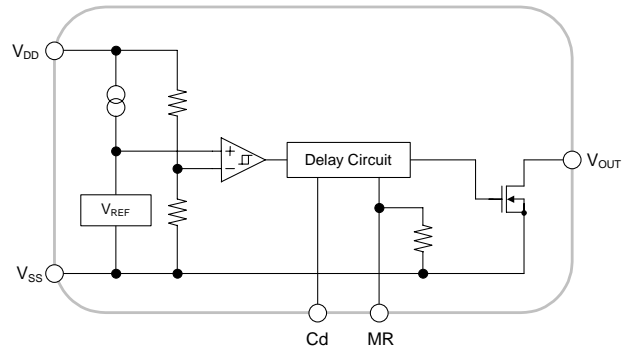 VDD
+
−
Delay Circuit
VOUT
VREF
VSS
Cd
MR